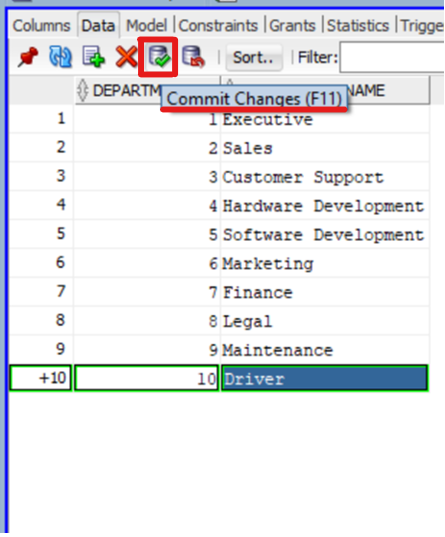 Columns Data Model Constraints Grants Statistics Trigge
Sort.. Filter:
DEPARTM NAME
Commit Changes (F11)
1 1 Executive
2 2 Sales
3 3 Customer Support
4 4 Hardware Development
5 5 Software Development
6 6 Marketing
7 7 Finance
8 8 Legal
9 9 Maintenance
+10 10 Driver